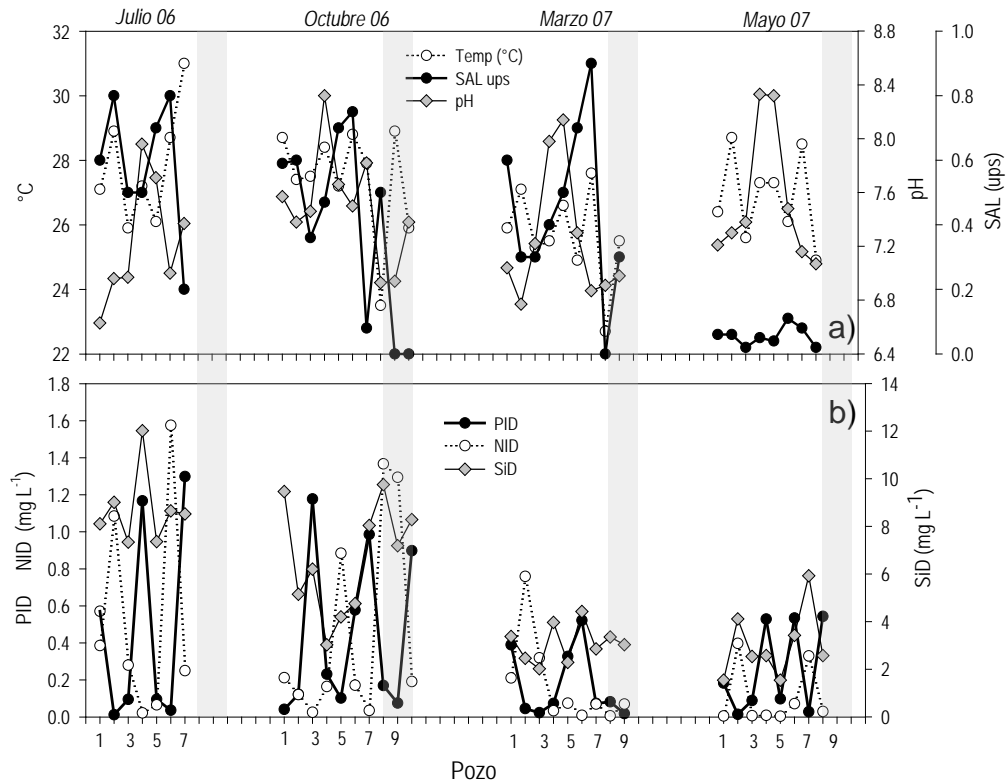 Julio 06 Octubre 06 Marzo 07 Mayo 07
32 8.8 1.0
Temp (°C)
SAL ups
pH
30 8.4 0.8
8.0
28 0.6
°C 7.6 pH SAL (ups)
26 0.4
7.2
24 6.8 0.2
a)
22 6.4 0.0
1.8 14
b)
PID
NID
SiD
1.6 12
1.4
1.2 10
1.0 8
PID NID (mg L⁻¹) SiD (mg L⁻¹)
0.8 6
0.6
0.4 4
0.2 2
0.0 0
1 3 5 7 1 3 5 7 9 1 3 5 7 9 1 3 5 7 9
Pozo